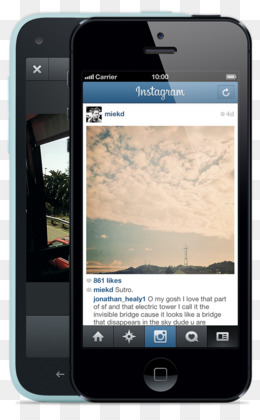 Carrier 10:00
Instagram
miekd 4d
861 likes
miekd Sutro.
jonathan_healy1 O my gosh I love that part
of sf and that electric tower I call it the
invisible bridge cause it looks like a bridge
that disappears in the sky dude u are